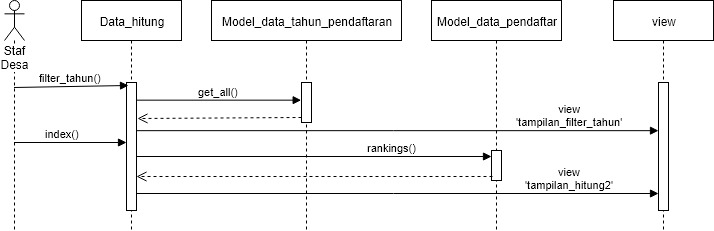 Data_hitung
Model_data_tahun_pendaftaran
Model_data_pendaftar
view
Staf
Desa
filter_tahun()
get_all()
view
'tampilan_filter_tahun'
index()
rankings()
view
'tampilan_hitung2'